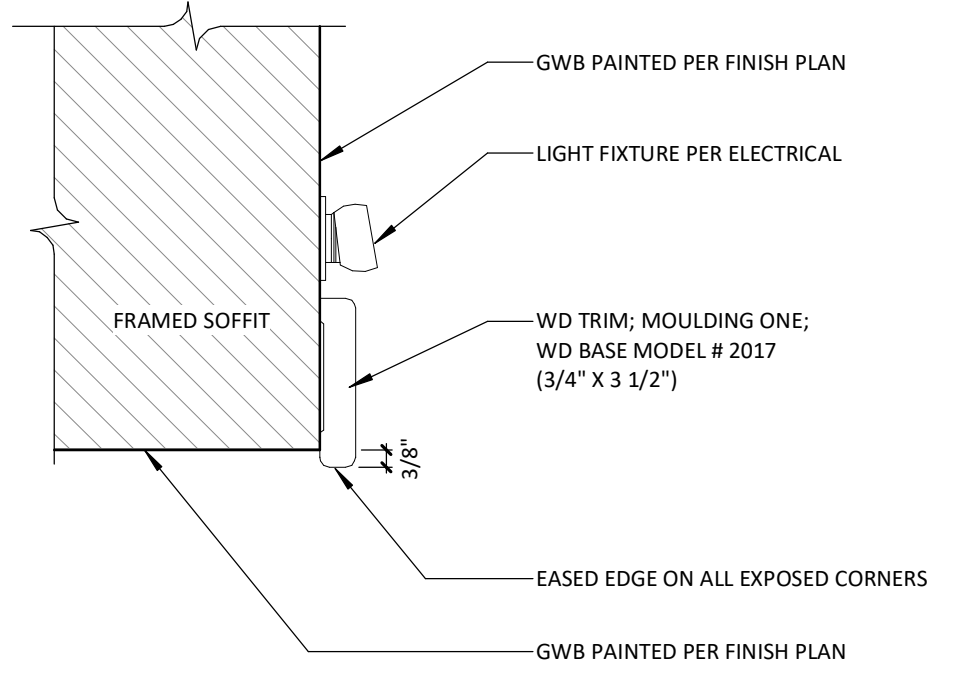 GWB PAINTED PER FINISH PLAN
LIGHT FIXTURE PER ELECTRICAL
FRAMED SOFFIT
WD TRIM; MOULDING ONE;
WD BASE MODEL # 2017
(3/4" X 3 1/2")
3/8"
EASED EDGE ON ALL EXPOSED CORNERS
GWB PAINTED PER FINISH PLAN